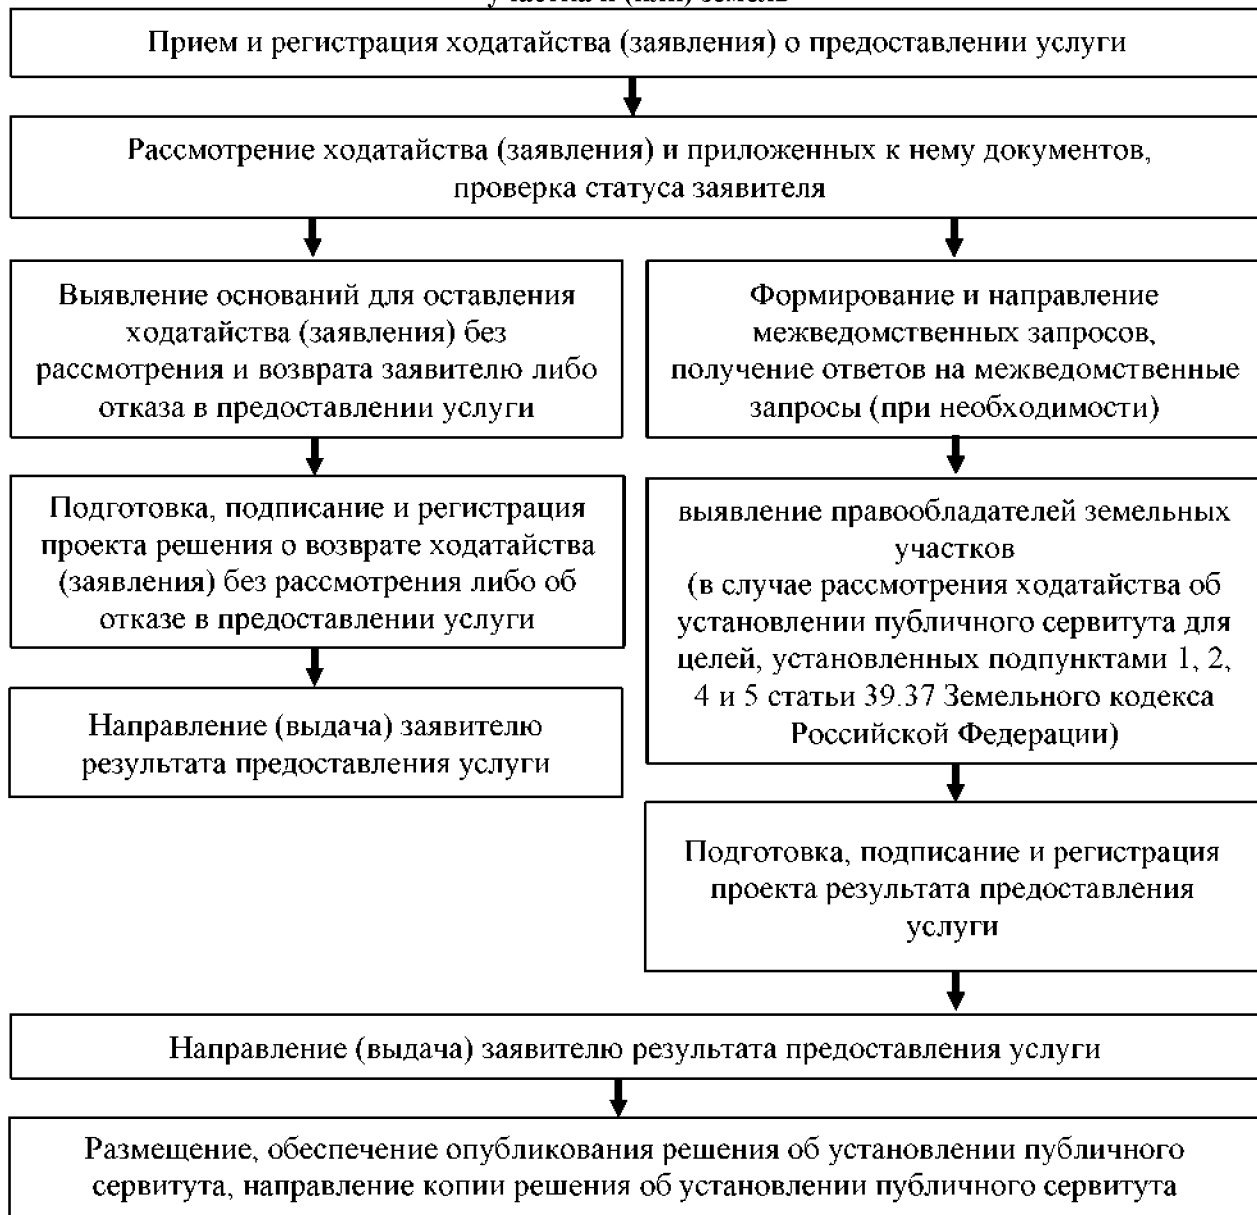 участка и (или) земель
Прием и регистрация ходатайства (заявления) о предоставлении услуги
Рассмотрение ходатайства (заявления) и приложенных к нему документов,
проверка статуса заявителя
Выявление оснований для оставления
ходатайства (заявления) без
рассмотрения и возврата заявителю либо
отказа в предоставлении услуги
Подготовка, подписание и регистрация
проекта решения о возврате ходатайства
(заявления) без рассмотрения либо об
отказе в предоставлении услуги
Направление (выдача) заявителю
результата предоставления услуги
Формирование и направление
межведомственных запросов,
получение ответов на межведомственные
запросы (при необходимости)
выявление правообладателей земельных
участков
(в случае рассмотрения ходатайства об
установлении публичного сервитута для
целей, установленных подпунктами 1, 2,
4 и 5 статьи 39.37 Земельного кодекса
Российской Федерации)
Подготовка, подписание и регистрация
проекта результата предоставления
услуги
Направление (выдача) заявителю результата предоставления услуги
Размещение, обеспечение опубликования решения об установлении публичного
сервитута, направление копии решения об установлении публичного сервитута